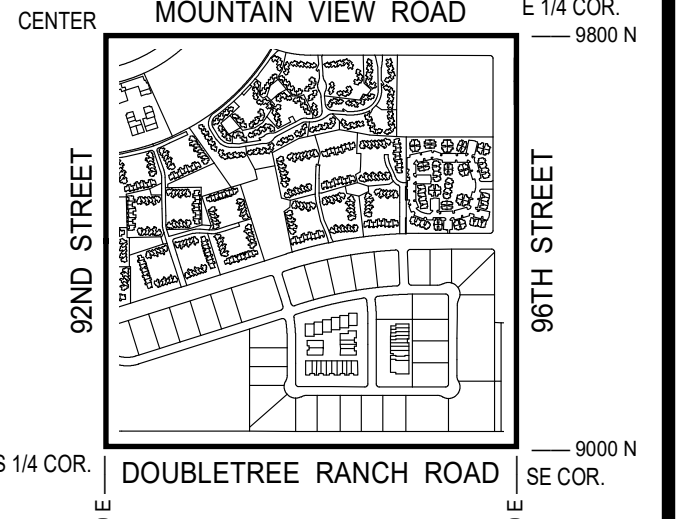 CENTER
MOUNTAIN VIEW ROAD
E 1/4 COR.
9800 N
92ND STREET
96TH STREET
9000 N
S 1/4 COR.
DOUBLETREE RANCH ROAD
SE COR.
E
E